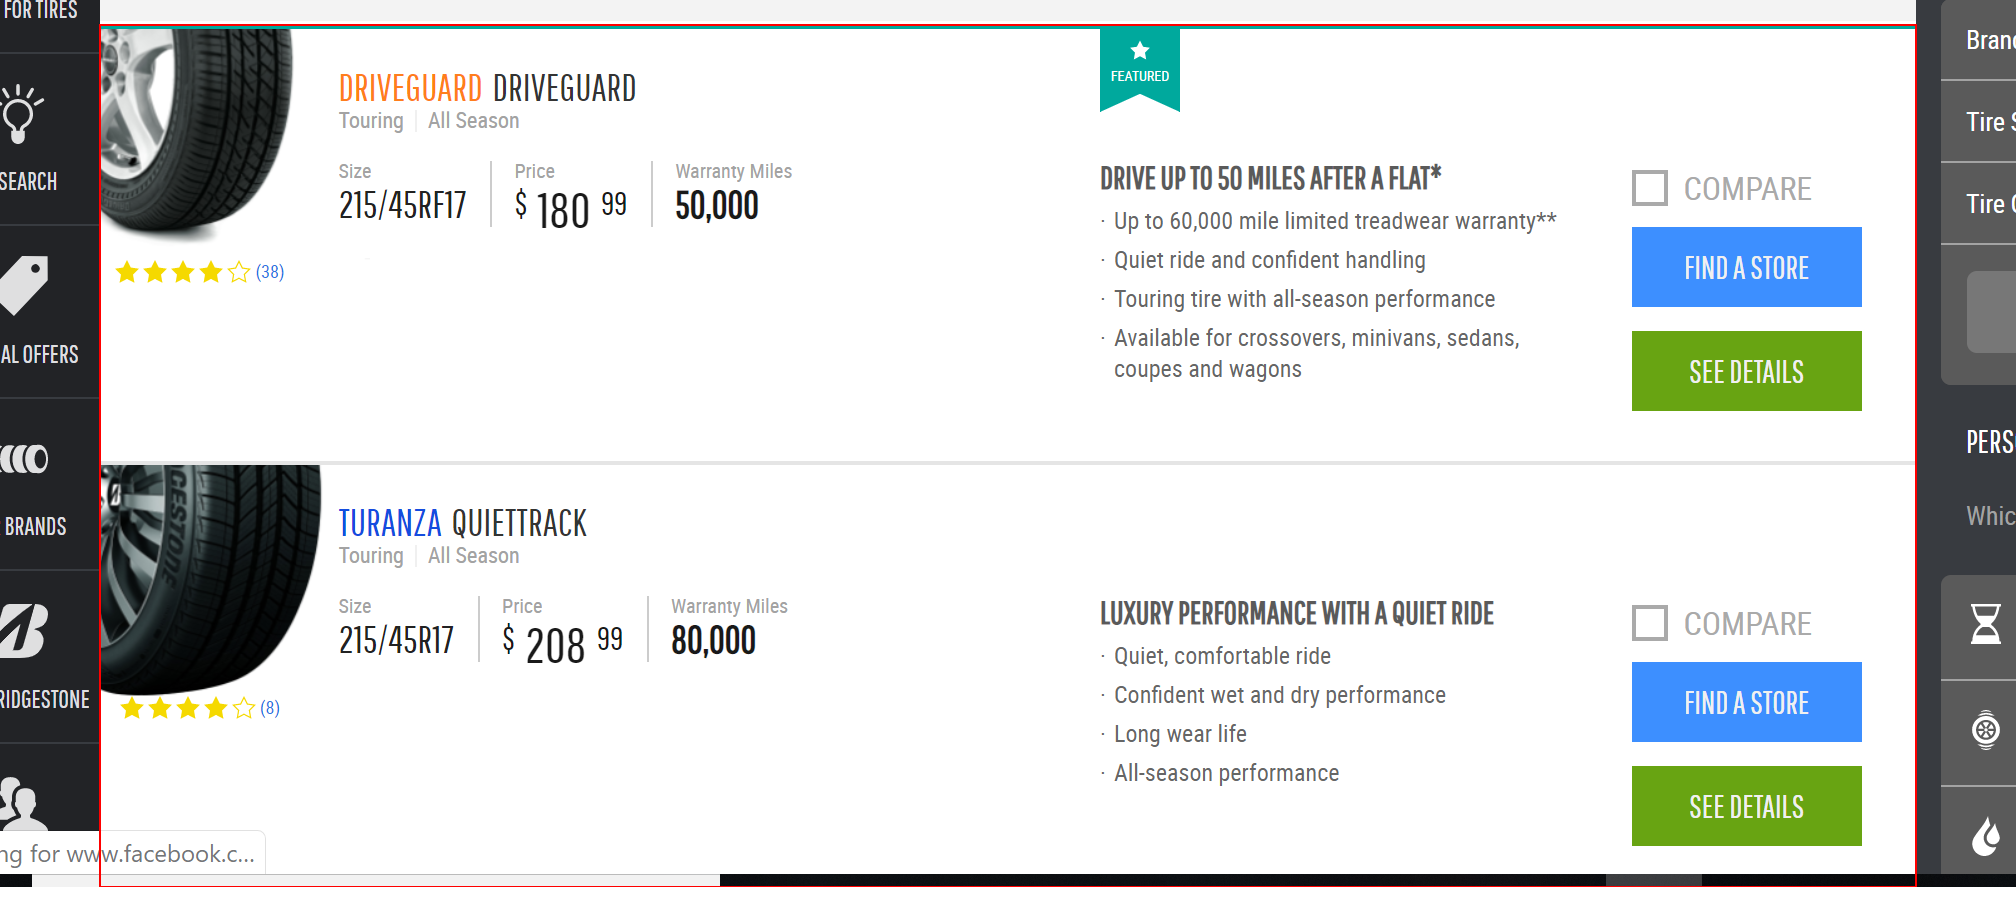 FOR TIRES
SEARCH
AL OFFERS
BRANDS
RIDGESTONE
ng for www.facebook.c...
DRIVEGUARD DRIVEGUARD
Touring | All Season
Size
215/45RF17
Price
$ 180 99
Warranty Miles
50,000
(38)
FEATURED
DRIVE UP TO 50 MILES AFTER A FLAT*
· Up to 60,000 mile limited treadwear warranty**
· Quiet ride and confident handling
· Touring tire with all-season performance
· Available for crossovers, minivans, sedans,
coupes and wagons
COMPARE
FIND A STORE
SEE DETAILS
TURANZA QUIETTRACK
Touring | All Season
Size
215/45R17
Price
$ 208 99
Warranty Miles
80,000
(8)
LUXURY PERFORMANCE WITH A QUIET RIDE
· Quiet, comfortable ride
· Confident wet and dry performance
· Long wear life
· All-season performance
COMPARE
FIND A STORE
SEE DETAILS
Bran
Tire S
Tire
PERS
Whic